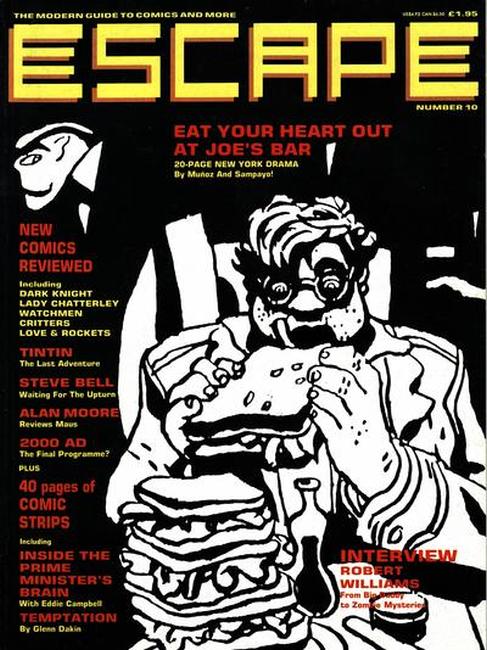 THE MODERN GUIDE TO COMICS AND MORE
£1.95
ESCAPE
NUMBER 10
EAT YOUR HEART OUT
AT JOE'S BAR
20-PAGE NEW YORK DRAMA
By Muñoz And Sampayo!
NEW
COMICS
REVIEWED
Including
DARK KNIGHT
LADY CHATTERLEY
WATCHMEN
CRITTERS
LOVE & ROCKETS
TINTIN
The Last Adventure
STEVE BELL
Waiting For The Upturn
ALAN MOORE
Reviews Maus
2000 AD
The Final Programme?
PLUS
40 pages of
COMIC
STRIPS
Including
INSIDE THE
PRIME
MINISTER'S
BRAIN
With Eddie Campbell
TEMPTATION
By Glenn Dakin
INTERVIEW
ROBERT
WILLIAMS
From Big Daddy
to Zombie Mysteries